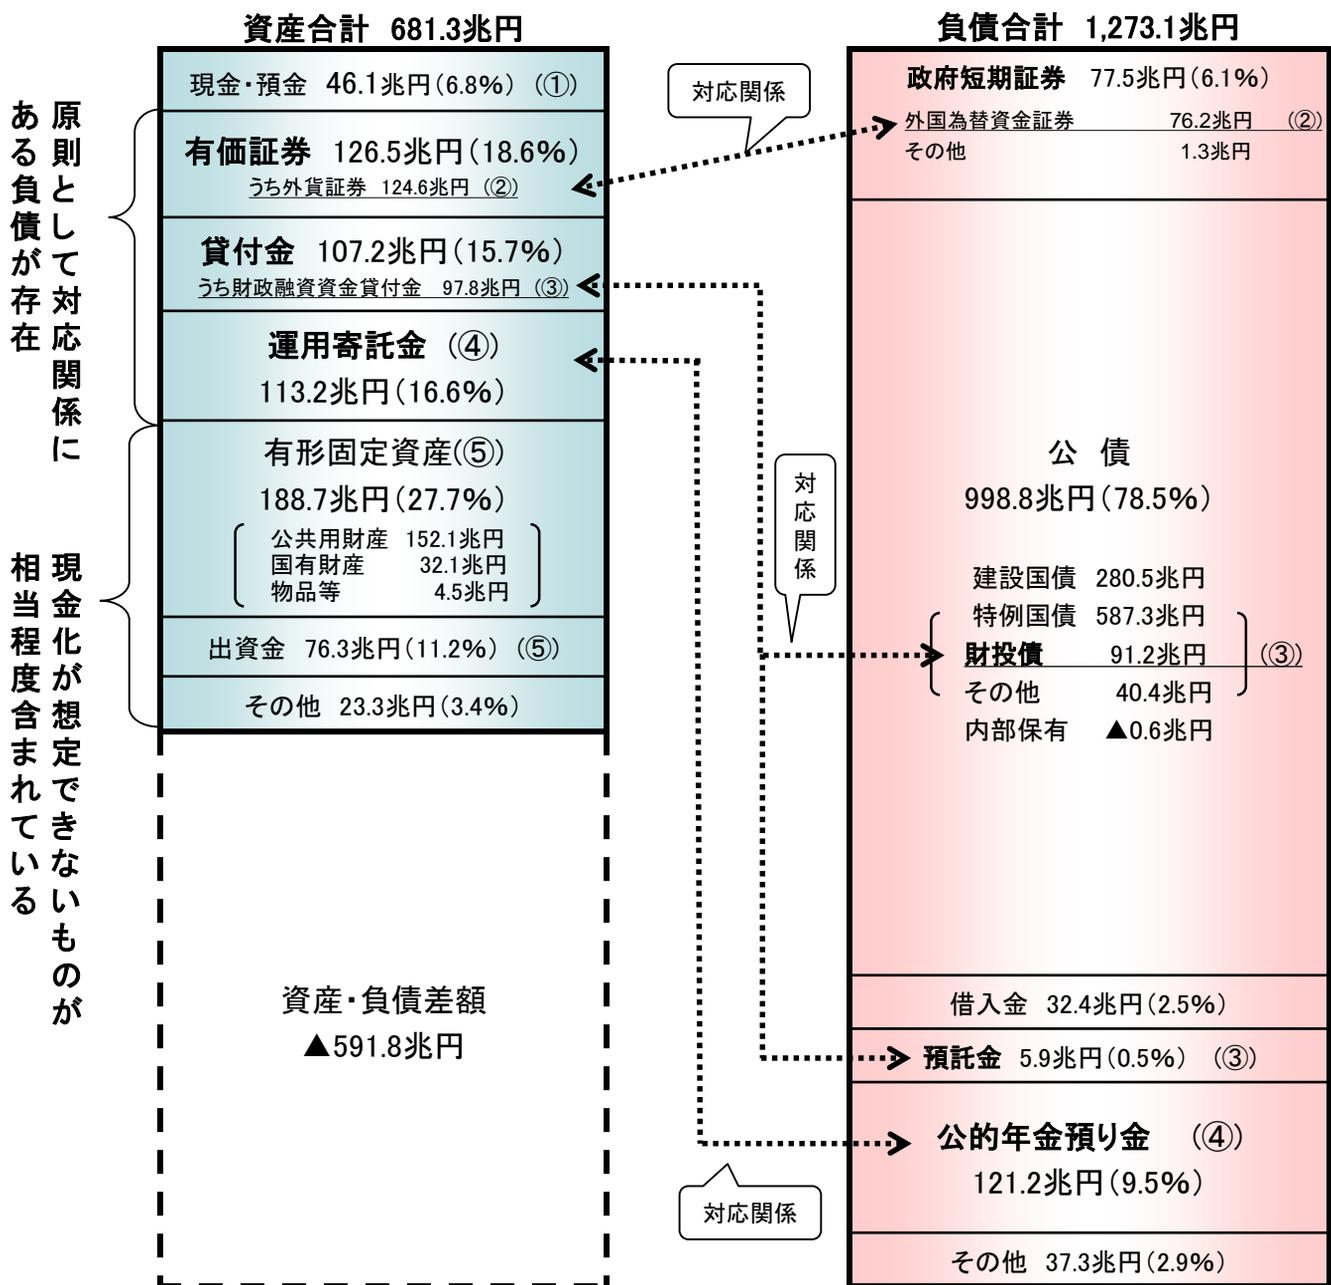 資産合計 681.3兆円
現金・預金 46.1兆円(6.8%) (①)
有価証券 126.5兆円(18.6%)
うち外貨証券 124.6兆円 (②)
貸付金 107.2兆円(15.7%)
うち財政融資資金貸付金 97.8兆円 (③)
運用寄託金 (④)
113.2兆円(16.6%)
有形固定資産(⑤)
188.7兆円(27.7%)
公共用財産 152.1兆円
国有財産 32.1兆円
物品等 4.5兆円
出資金 76.3兆円(11.2%) (⑤)
その他 23.3兆円(3.4%)
資産・負債差額
▲591.8兆円
原則として対応関係に
ある負債が存在
現金化が想定できないものが
相当程度含まれている
対応関係
対応関係
対応関係
負債合計 1,273.1兆円
政府短期証券 77.5兆円(6.1%)
外国為替資金証券 76.2兆円 (②)
その他 1.3兆円
公 債
998.8兆円(78.5%)
建設国債 280.5兆円
特例国債 587.3兆円
財投債 91.2兆円 (③)
その他 40.4兆円
内部保有 ▲0.6兆円
借入金 32.4兆円(2.5%)
預託金 5.9兆円(0.5%) (③)
公的年金預り金 (④)
121.2兆円(9.5%)
その他 37.3兆円(2.9%)